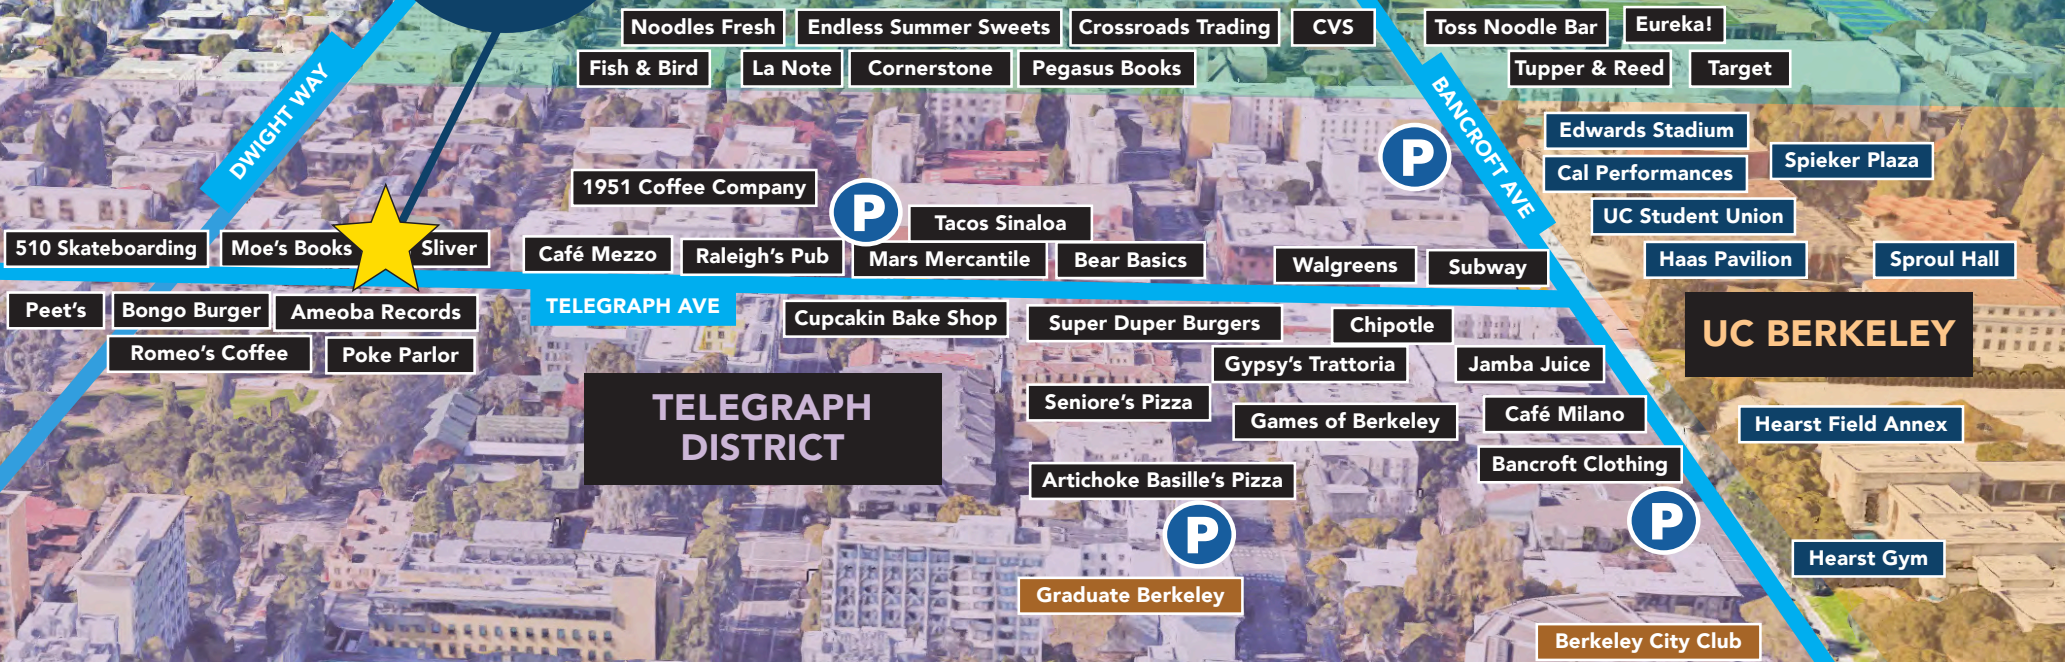 Noodles Fresh
Endless Summer Sweets
Crossroads Trading
CVS
Toss Noodle Bar
Eureka!
Fish & Bird
La Note
Cornerstone
Pegasus Books
Tupper & Reed
Target
DWIGHT WAY
BANCROFT AVE
Edwards Stadium
Spieker Plaza
Cal Performances
P
1951 Coffee Company
P
Tacos Sinaloa
UC Student Union
510 Skateboarding
Moe's Books
Sliver
Café Mezzo
Raleigh's Pub
Mars Mercantile
Bear Basics
Walgreens
Subway
Haas Pavilion
Sproul Hall
Peet's
Bongo Burger
Ameoba Records
TELEGRAPH AVE
Cupcakin Bake Shop
Super Duper Burgers
Chipotle
UC BERKELEY
Romeo's Coffee
Poke Parlor
Gypsy's Trattoria
Jamba Juice
TELEGRAPH
DISTRICT
Seniore's Pizza
Games of Berkeley
Café Milano
Hearst Field Annex
Bancroft Clothing
Artichoke Basille's Pizza
P
P
Hearst Gym
Graduate Berkeley
Berkeley City Club